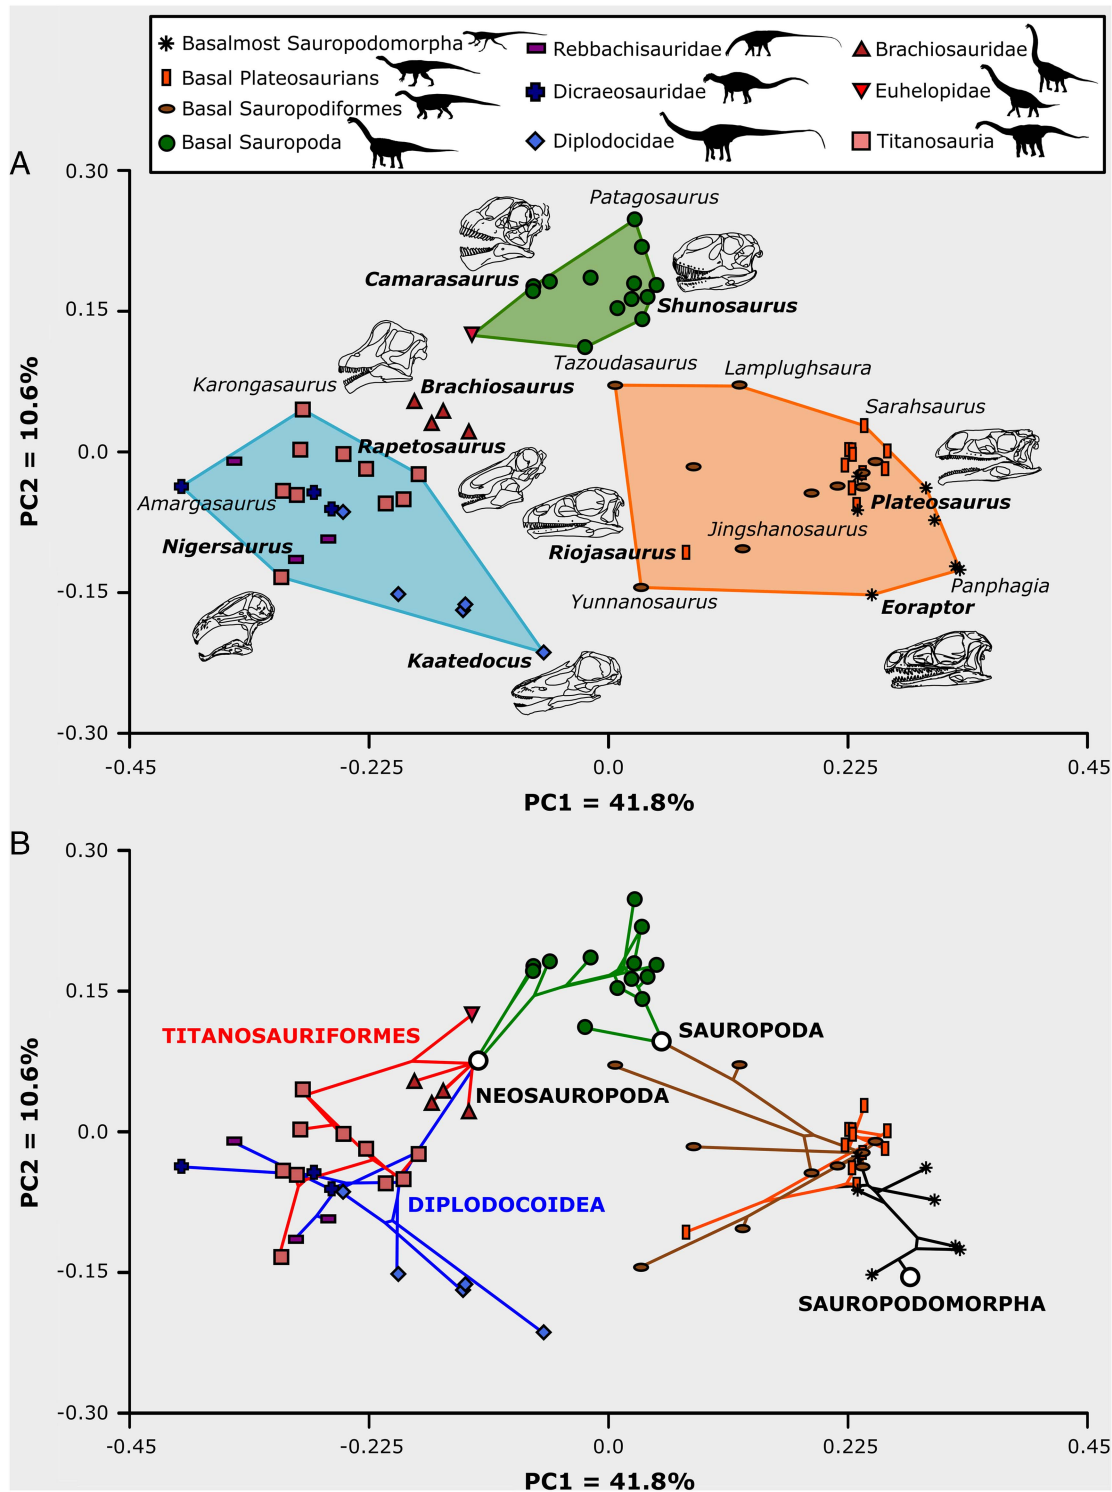 Basalmost Sauropodomorpha
Rebbachisauridae
Brachiosauridae
Basal Plateosaurians
Dicraeosauridae
Euhelopidae
Basal Sauropodiformes
Basal Sauropoda
Diplodocidae
Titanosauria
A
0.30
Patagosaurus
Camarasaurus
Shunosaurus
0.15
Tazoudasaurus
Lamplughsaura
Karongasaurus
Brachiosaurus
Sarahsaurus
Rapetosaurus
0.0
PC2 = 10.6%
Amargasaurus
Plateosaurus
Jingshanosaurus
Nigersaurus
Riojasaurus
-0.15
Panphagia
Yunnanosaurus
Eoraptor
Kaatedocus
-0.30
-0.45
-0.225
0.0
0.225
0.45
PC1 = 41.8%
B
0.30
0.15
TITANOSAURIFORMES
SAUROPODA
NEOSAUROPODA
0.0
PC2 = 10.6%
DIPLODOCOIDEA
-0.15
SAUROPODOMORPHA
-0.30
-0.45
-0.225
0.0
0.225
0.45
PC1 = 41.8%